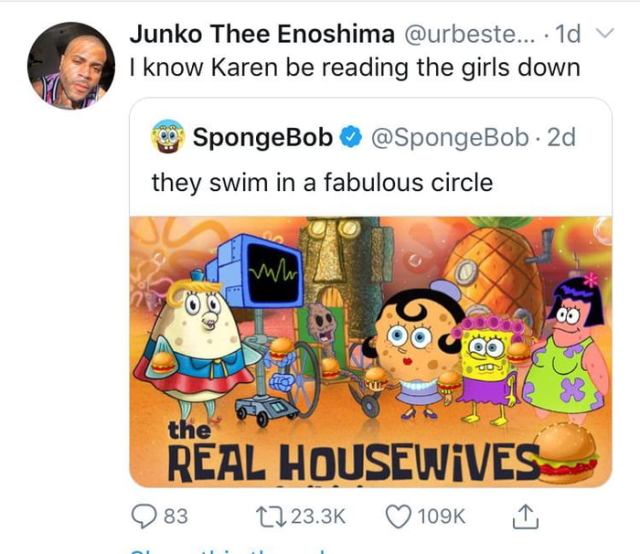 Junko Thee Enoshima @urbeste... · 1d
I know Karen be reading the girls down
SpongeBob @SpongeBob · 2d
they swim in a fabulous circle
the
REAL HOUSEWiVES
83 23.3K 109K